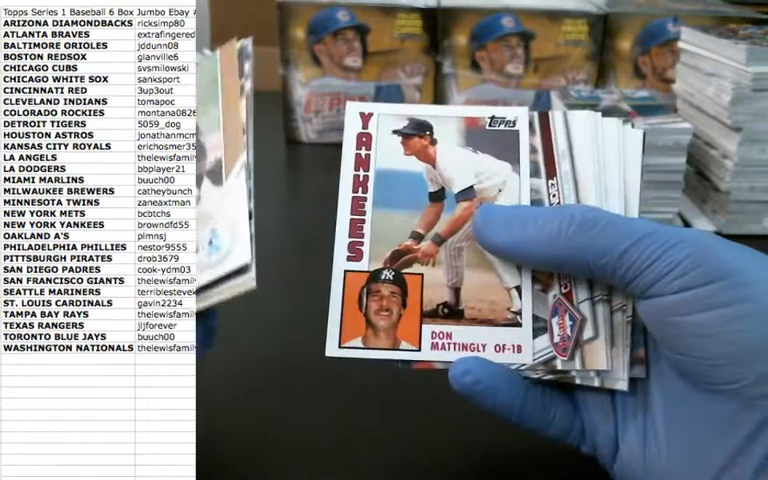 Topps Series 1 Baseball 6 Box Jumbo Ebay
ARIZONA DIAMONDBACKS ricksimp80
ATLANTA BRAVES extrafingered
BALTIMORE ORIOLES jddunn08
BOSTON REDSOX glanville6
CHICAGO CUBS svsmilowski
CHICAGO WHITE SOX sanksport
CINCINNATI RED 3up3out
CLEVELAND INDIANS tomapoc
COLORADO ROCKIES montana0826
DETROIT TIGERS 5059_dog
HOUSTON ASTROS jonathanmcm
KANSAS CITY ROYALS erichosmer35
LA ANGELS thelewisfamil
LA DODGERS bbplayer21
MIAMI MARLINS buuch00
MILWAUKEE BREWERS catheybunch
MINNESOTA TWINS zaneaxtman
NEW YORK METS bcbtchs
NEW YORK YANKEES browndfd55
OAKLAND A'S plmnsj
PHILADELPHIA PHILLIES nestor9555
PITTSBURGH PIRATES drob3679
SAN DIEGO PADRES cook-ydm03
SAN FRANCISCO GIANTS thelewisfamil
SEATTLE MARINERS terriblestevek
ST. LOUIS CARDINALS gavin2234
TAMPA BAY RAYS thelewisfamil
TEXAS RANGERS jljforever
TORONTO BLUE JAYS buuch00
WASHINGTON NATIONALS thelewisfamil
YANKEES
TOPPS
DON
MATTINGLY OF-1B